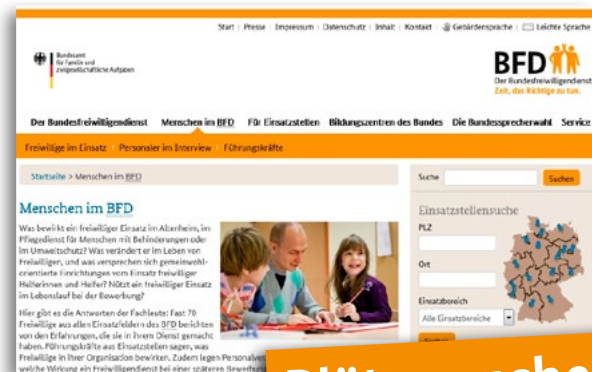 Start | Presse | Impressum | Datenschutz | Inhalt | Kontakt | Gebärdensprache | Leichte Sprache
Bundesamt
für Familie und
zivilgesellschaftliche Aufgaben
BFD
Der Bundesfreiwilligendienst
Zeit, das Richtige zu tun.
Der Bundesfreiwilligendienst Menschen im BFD Für Einsatzstellen Bildungszentren des Bundes Die Bundessprecherwahl Service
Freiwillige im Einsatz Personaler im Interview Führungskräfte
Startseite > Menschen im BFD
Suche
Suchen
Menschen im BFD
Was bewirkt ein freiwilliger Einsatz im Altenheim, im
Pflegedienst für Menschen mit Behinderungen oder
im Umweltschutz? Was verändert er im Leben von
Freiwilligen, und was versprechen sich gemeinwohl-
orientierte Einrichtungen vom Einsatz freiwilliger
Helferinnen und Helfer? Nützt ein freiwilliger Einsatz
im Lebenslauf bei der Bewerbung?
Hier gibt es die Antworten der Fachleute: Fast 70
Freiwillige aus allen Einsatzfeldern des BFD berichten
von den Erfahrungen, die sie in ihrem Dienst gemacht
haben. Führungskräfte aus Einsatzstellen sagen, was
Freiwillige in ihrer Organisation bewirken. Zudem legen
welche Wirkung ein Freiwilligendienst bei einer späteren
Einsatzstellensuche
PLZ
Ort
Einsatzbereich
Alle Einsatzbereiche